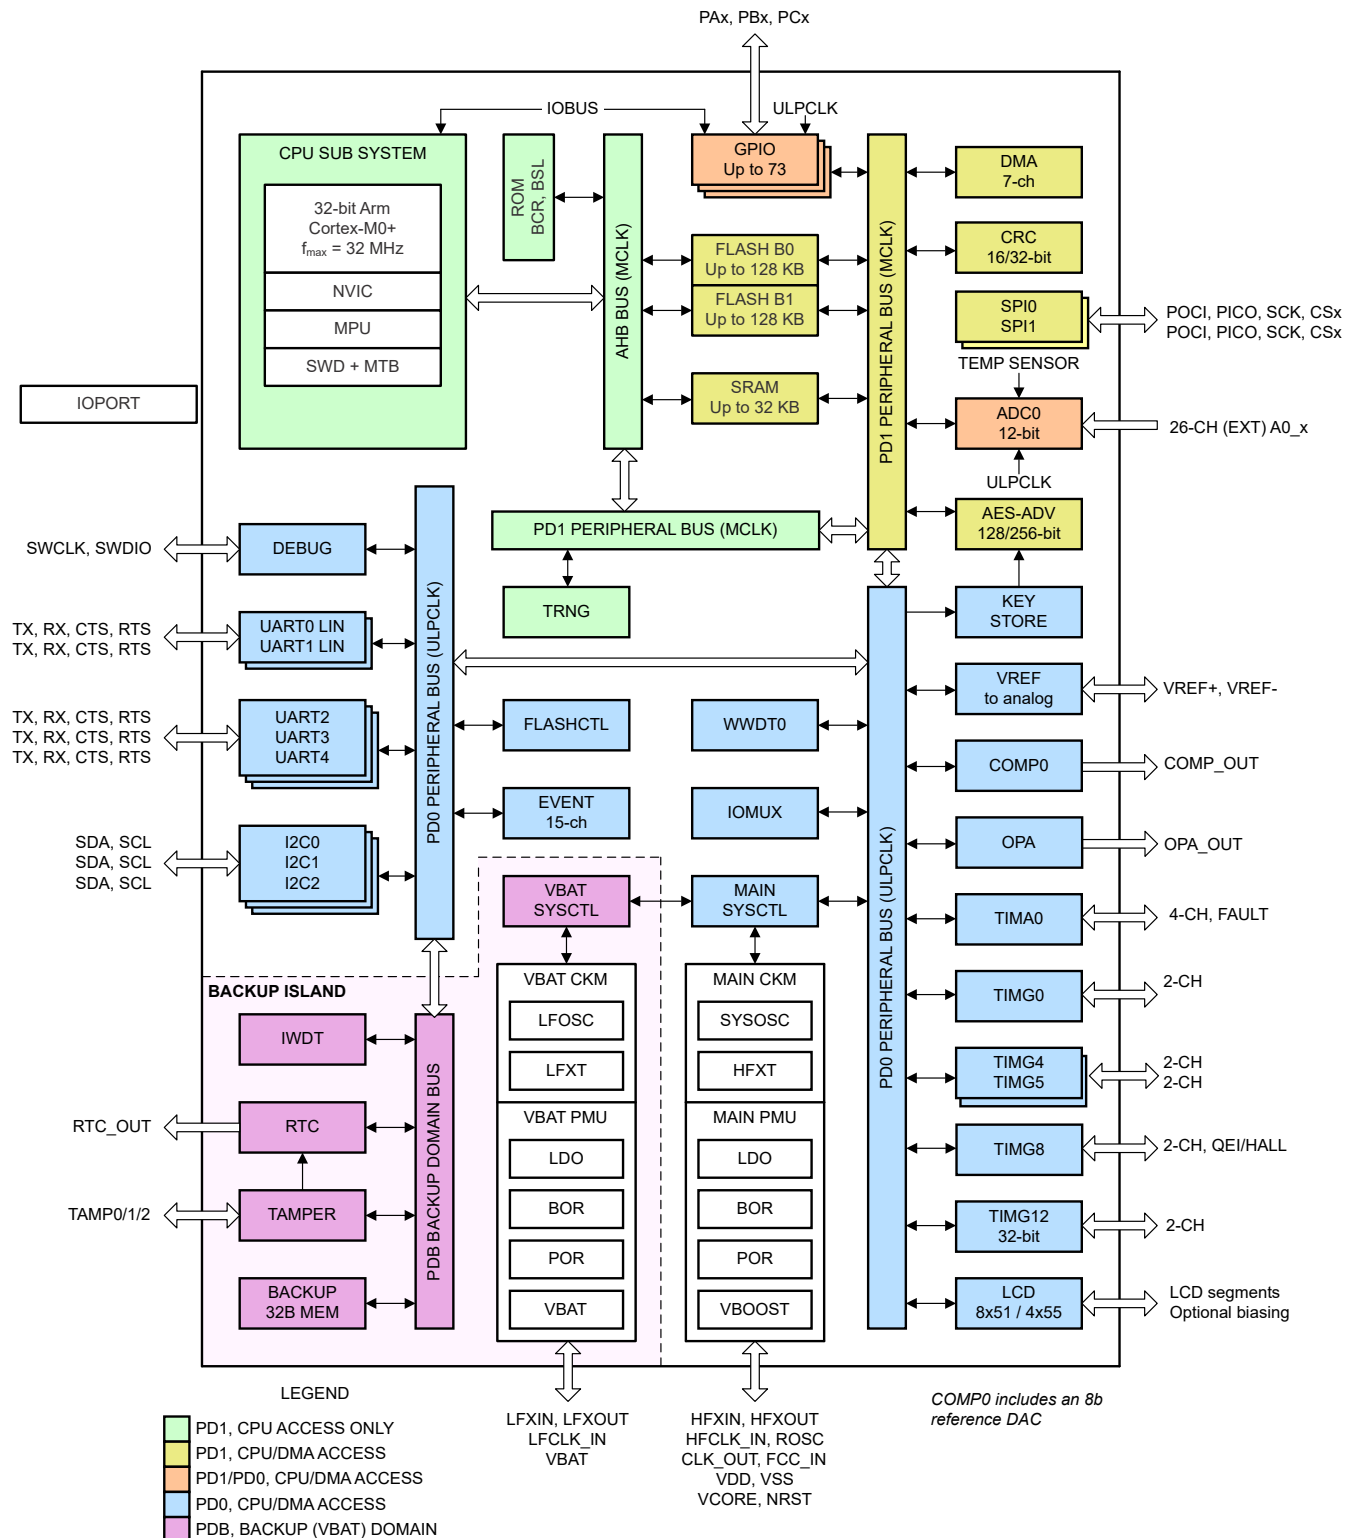 PAx, PBx, PCx
IOBUS
ULPCLK
CPU SUB SYSTEM
32-bit Arm
Cortex-M0+
fmax = 32 MHz
NVIC
MPU
SWD + MTB
ROM
BCR, BSL
AHB BUS (MCLK)
GPIO
Up to 73
FLASH B0
Up to 128 KB
FLASH B1
Up to 128 KB
SRAM
Up to 32 KB
PD1 PERIPHERAL BUS (MCLK)
DMA
7-ch
CRC
16/32-bit
SPI0
SPI1
POCI, PICO, SCK, CSx
POCI, PICO, SCK, CSx
TEMP SENSOR
ADC0
12-bit
26-CH (EXT) A0_x
ULPCLK
AES-ADV
128/256-bit
IOPORT
PD1 PERIPHERAL BUS (MCLK)
TRNG
SWCLK, SWDIO
DEBUG
TX, RX, CTS, RTS
TX, RX, CTS, RTS
UART0 LIN
UART1 LIN
TX, RX, CTS, RTS
TX, RX, CTS, RTS
TX, RX, CTS, RTS
UART2
UART3
UART4
SDA, SCL
SDA, SCL
SDA, SCL
I2C0
I2C1
I2C2
PD0 PERIPHERAL BUS (ULPCLK)
FLASHCTL
EVENT
15-ch
WWDT0
IOMUX
VBAT
SYSCTL
MAIN
SYSCTL
PD0 PERIPHERAL BUS (ULPCLK)
KEY
STORE
VREF
to analog
VREF+, VREF-
COMP0
COMP_OUT
OPA
OPA_OUT
TIMA0
4-CH, FAULT
TIMG0
2-CH
TIMG4
TIMG5
2-CH
2-CH
TIMG8
2-CH, QEI/HALL
TIMG12
32-bit
2-CH
LCD
8x51 / 4x55
LCD segments
Optional biasing
BACKUP ISLAND
IWDT
RTC_OUT
RTC
TAMP0/1/2
TAMPER
BACKUP
32B MEM
PDB BACKUP DOMAIN BUS
VBAT CKM
LFOSC
LFXT
VBAT PMU
LDO
BOR
POR
VBAT
MAIN CKM
SYSOSC
HFXT
MAIN PMU
LDO
BOR
POR
VBOOST
LFXIN, LFXOUT
LFCLK_IN
VBAT
HFXIN, HFXOUT
HFCLK_IN, ROSC
CLK_OUT, FCC_IN
VDD, VSS
VCORE, NRST
COMP0 includes an 8b
reference DAC
LEGEND
PD1, CPU ACCESS ONLY
PD1, CPU/DMA ACCESS
PD1/PD0, CPU/DMA ACCESS
PD0, CPU/DMA ACCESS
PDB, BACKUP (VBAT) DOMAIN